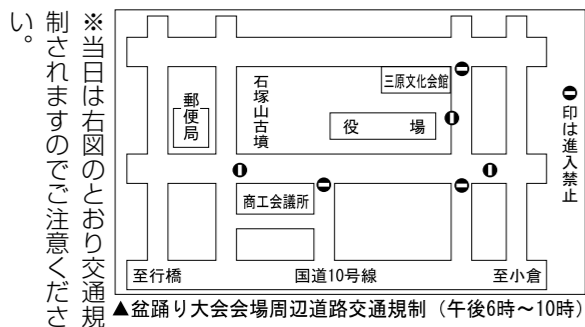 ※当日は右図のとおり交通規
制されますのでご注意くださ
い。
三原文化会館
石塚山古墳
郵便局
役場
商工会議所
至行橋
国道10号線
至小倉
印は進入禁止
▲盆踊り大会会場周辺道路交通規制（午後6時～10時）